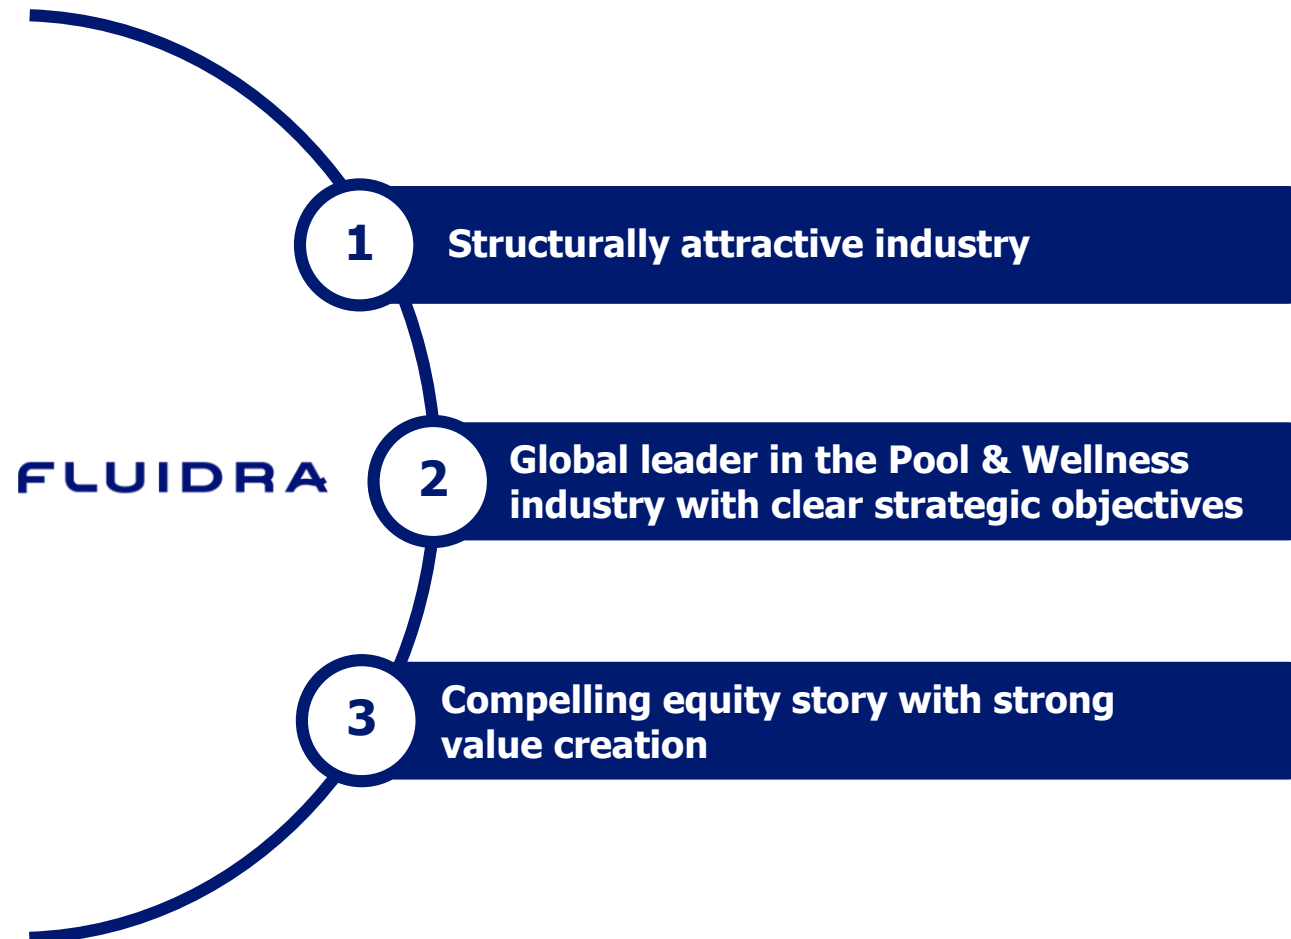 1
Structurally attractive industry
FLUIDRA
2
Global leader in the Pool & Wellness
industry with clear strategic objectives
3
Compelling equity story with strong
value creation